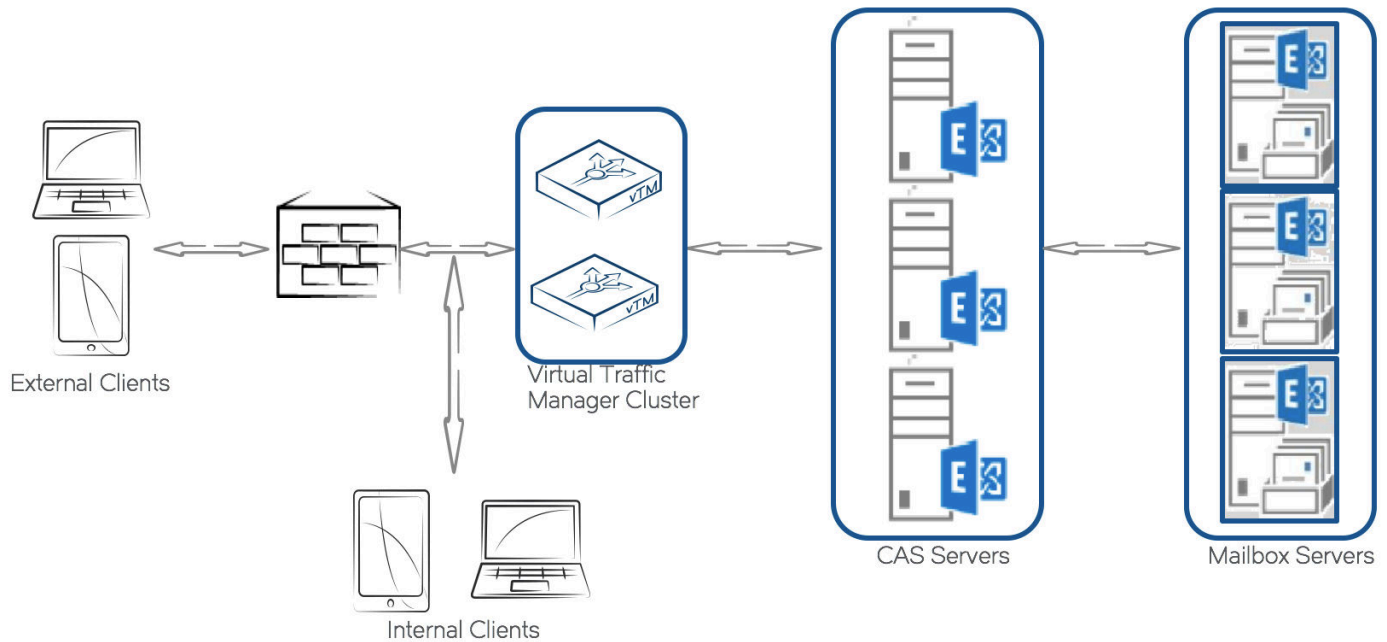 vTM
vTM
External Clients
Virtual Traffic
Manager Cluster
Internal Clients
E
E
E
CAS Servers
E
E
E
Mailbox Servers